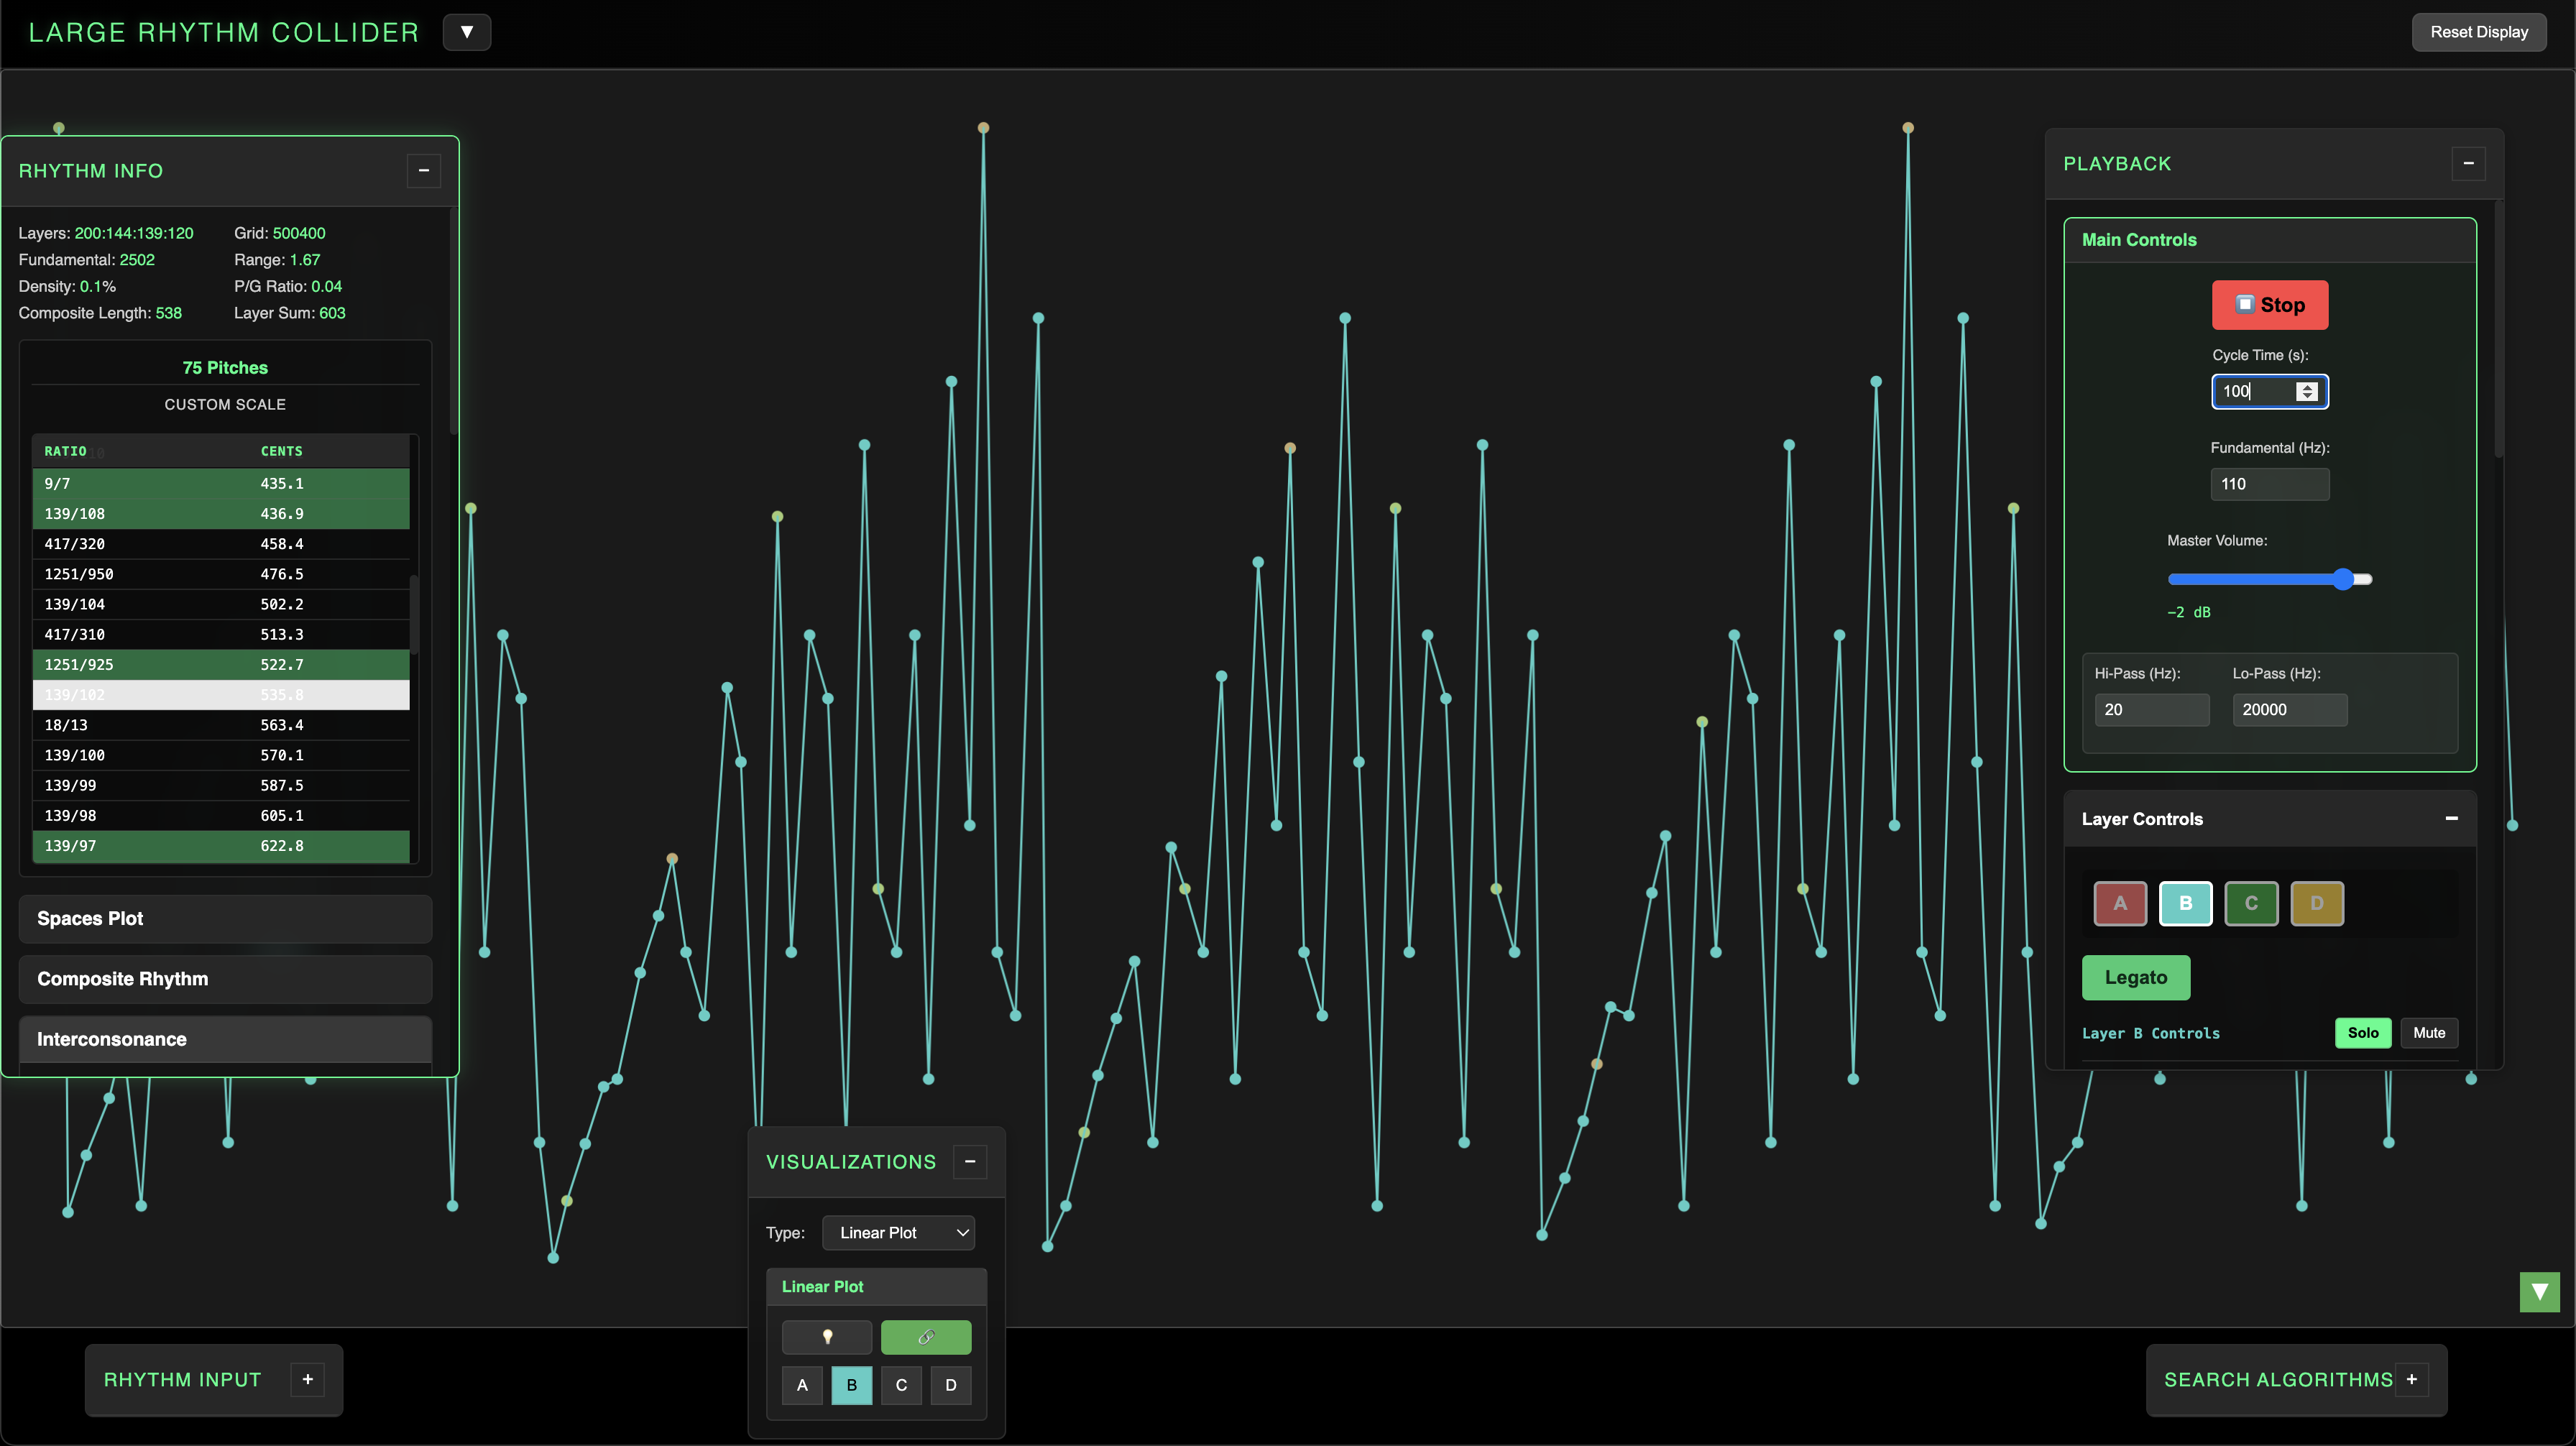 LARGE RHYTHM COLLIDER ▼
Reset Display
RHYTHM INFO −
Layers: 200:144:139:120 Grid: 500400
Fundamental: 2502 Range: 1.67
Density: 0.1% P/G Ratio: 0.04
Composite Length: 538 Layer Sum: 603
75 Pitches
CUSTOM SCALE
RATIO CENTS
9/7 435.1
139/108 436.9
417/320 458.4
1251/950 476.5
139/104 502.2
417/310 513.3
1251/925 522.7
139/102 535.8
18/13 563.4
139/100 570.1
139/99 587.5
139/98 605.1
139/97 622.8
Spaces Plot
Composite Rhythm
Interconsonance
VISUALIZATIONS −
Type: Linear Plot
Linear Plot
A B C D
PLAYBACK −
Main Controls
Stop
Cycle Time (s):
100
Fundamental (Hz):
110
Master Volume:
−2 dB
Hi-Pass (Hz): Lo-Pass (Hz):
20 20000
Layer Controls −
A B C D
Legato
Layer B Controls Solo Mute
▼
RHYTHM INPUT +
SEARCH ALGORITHMS +